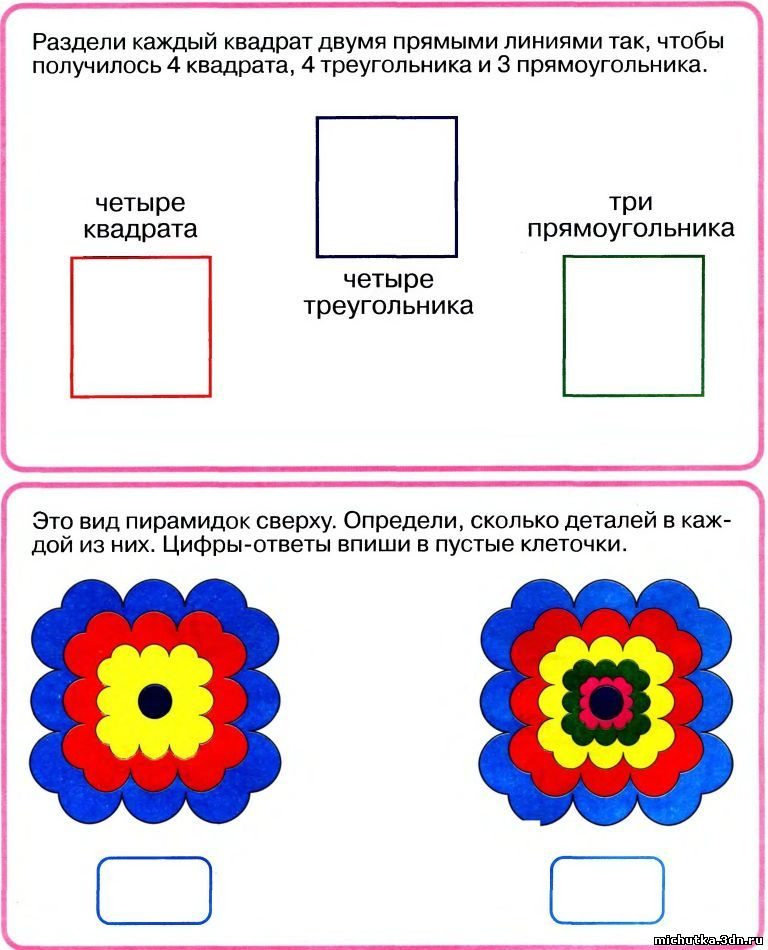 Раздели каждый квадрат двумя прямыми линиями так, чтобы
получилось 4 квадрата, 4 треугольника и 3 прямоугольника.
четыре
квадрата
четыре
треугольника
три
прямоугольника
Это вид пирамидок сверху. Определи, сколько деталей в каж-
дой из них. Цифры-ответы впиши в пустые клеточки.
michutka.3dn.ru